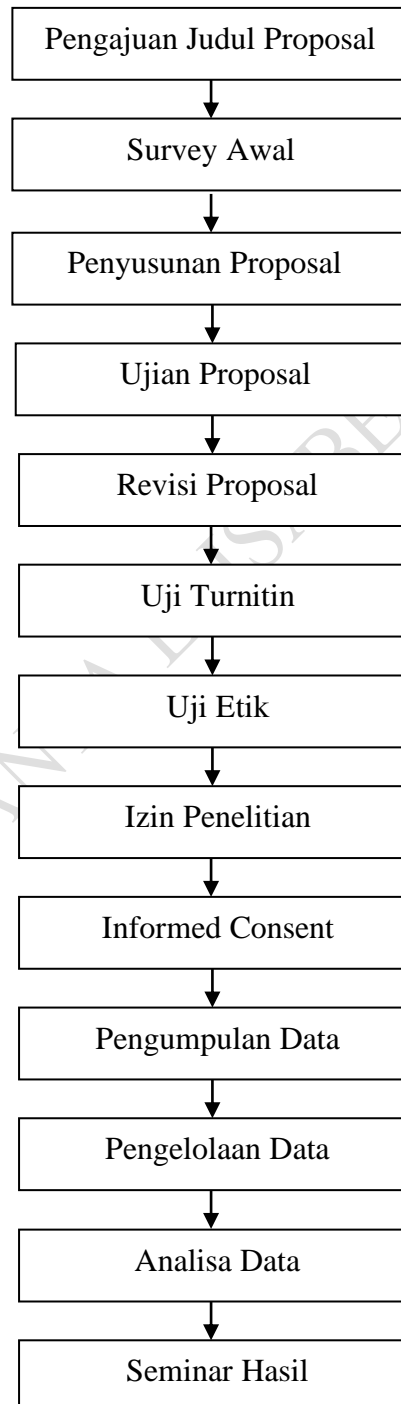 Pengajuan Judul Proposal
Survey Awal
Penyusunan Proposal
Ujian Proposal
Revisi Proposal
Uji Turnitin
Uji Etik
Izin Penelitian
Informed Consent
Pengumpulan Data
Pengelolaan Data
Analisa Data
Seminar Hasil